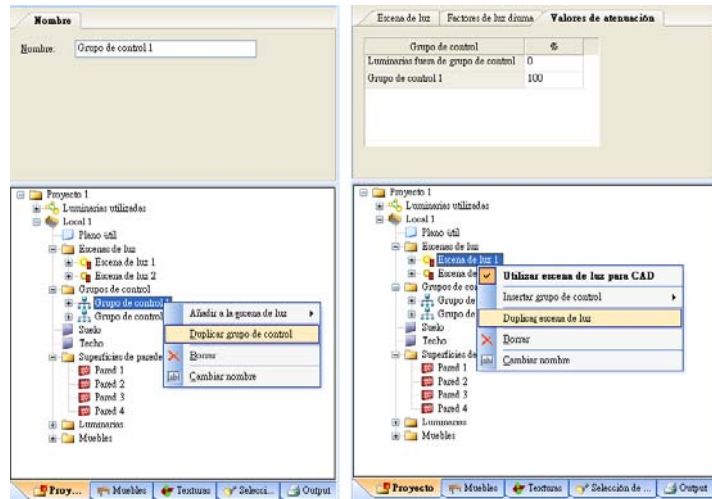 Nombre
Nombre: Grupo de control 1
Proyecto 1
Luminarias utilizadas
Local 1
Plano útil
Escenas de luz
Escena de luz 1
Escena de luz 2
Grupos de control
Grupo de control 1
Grupo de control
Suelo
Techo
Superficies de parede
Pared 1
Pared 2
Pared 3
Pared 4
Luminarias
Muebles
Añadir a la escena de luz
Duplicar grupo de control
Borrar
Cambiar nombre
Proy... Muebles Texturas Selecci... Output
Escena de luz Factores de luz diurna Valores de atenuación
Grupo de control %
Luminarias fuera de grupo de control 0
Grupo de control 1 100
Proyecto 1
Luminarias utilizadas
Local 1
Plano útil
Escenas de luz
Escena de luz 1
Escena de
Grupos de co
Grupo de
Grupo de
Suelo
Techo
Superficies de
Pared 1
Pared 2
Pared 3
Pared 4
Luminarias
Muebles
Utilizar escena de luz para CAD
Insertar grupo de control
Duplicar escena de luz
Borrar
Cambiar nombre
Proyecto Muebles Texturas Selección de ... Output